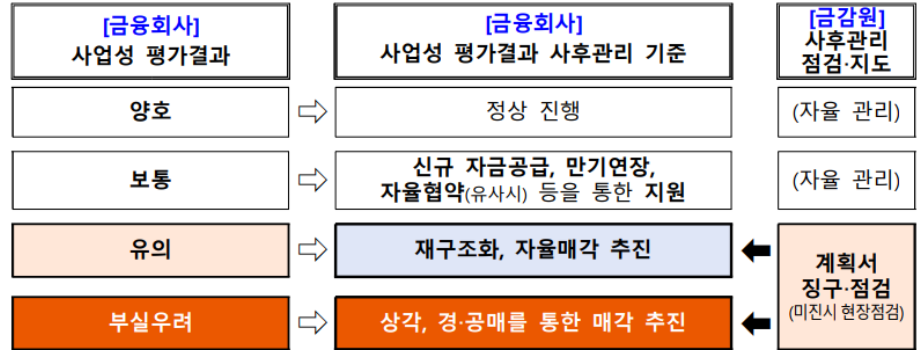 [금융회사]
사업성 평가결과
[금융회사]
사업성 평가결과 사후관리 기준
[금감원]
사후관리
점검·지도
양호
정상 진행
(자율 관리)
보통
신규 자금공급, 만기연장,
자율협약(유사시) 등을 통한 지원
(자율 관리)
유의
재구조화, 자율매각 추진
계획서
징구·점검
(미진시 현장점검)
부실우려
상각, 경·공매를 통한 매각 추진